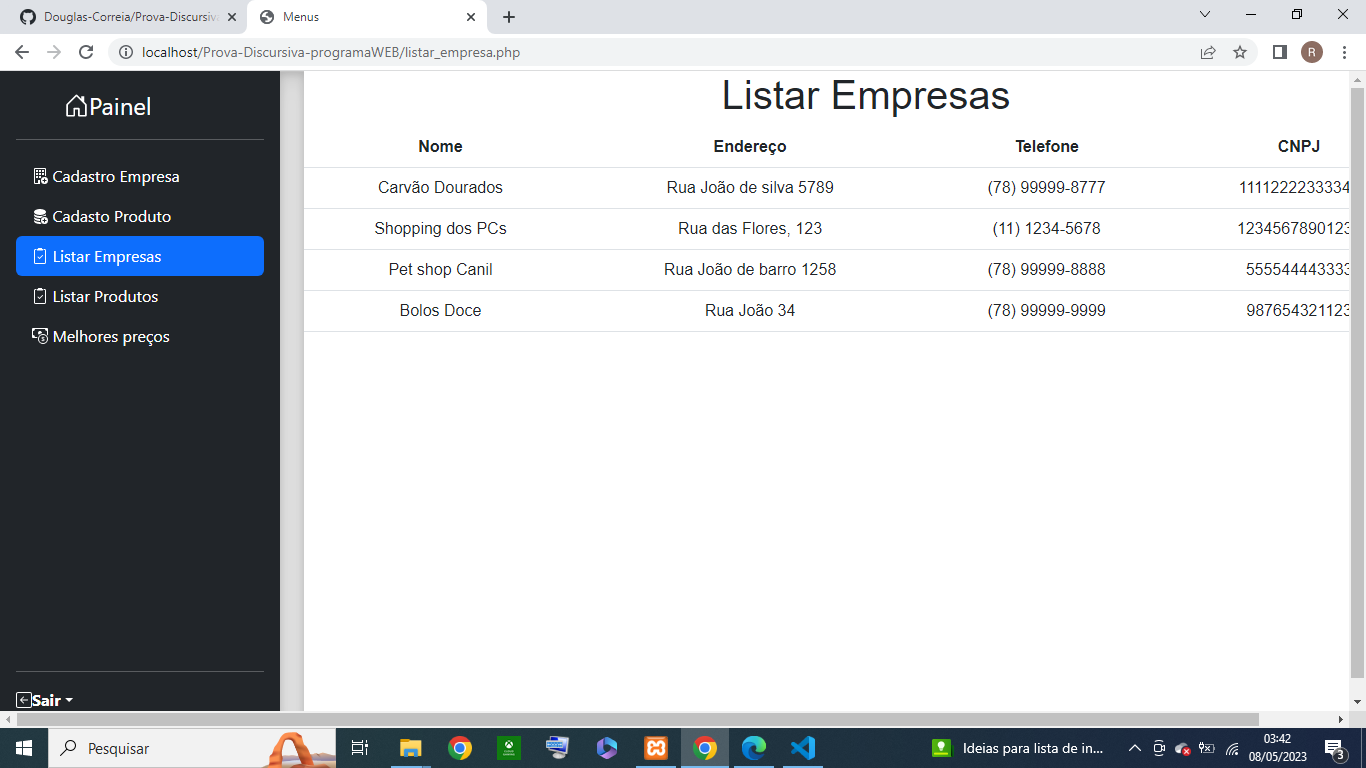 Douglas-Correia/Prova-Discursiv
Menus
localhost/Prova-Discursiva-programaWEB/listar_empresa.php
R
Painel
Cadastro Empresa
Cadasto Produto
Listar Empresas
Listar Produtos
Melhores preços
Sair
Listar Empresas
Nome Endereço Telefone CNPJ
Carvão Dourados Rua João de silva 5789 (78) 99999-8777 1111222233334
Shopping dos PCs Rua das Flores, 123 (11) 1234-5678 1234567890123
Pet shop Canil Rua João de barro 1258 (78) 99999-8888 555544443333
Bolos Doce Rua João 34 (78) 99999-9999 987654321123
Pesquisar
Ideias para lista de in...
03:42
08/05/2023
3